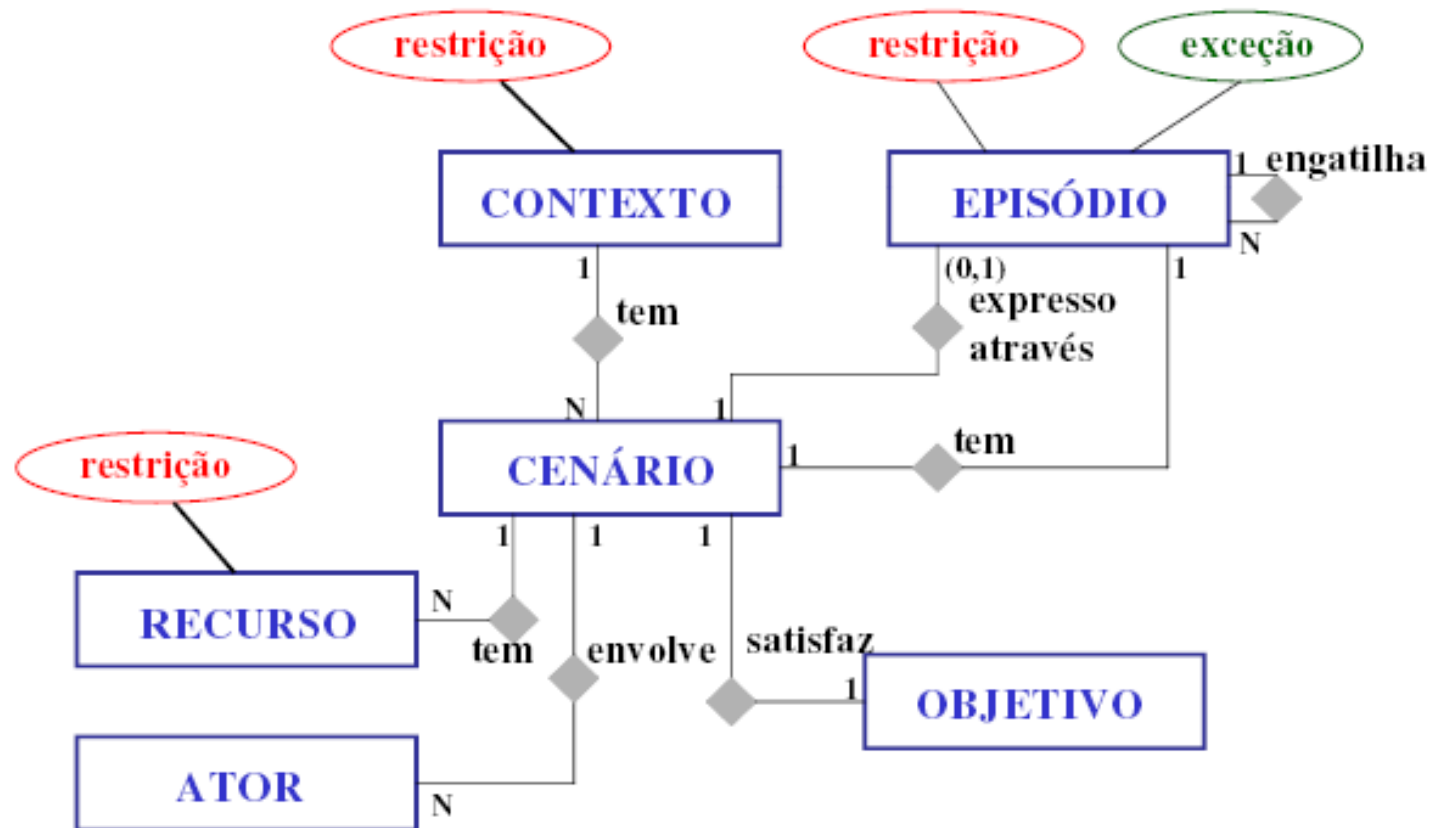 restrição
restrição
exceção
CONTEXTO
EPISÓDIO
1
engatilha
N
1
tem
N
(0,1)
expresso
através
1
1
restrição
CENÁRIO
1
tem
1
1
1
RECURSO
N
tem
envolve
satisfaz
1
OBJETIVO
ATOR
N